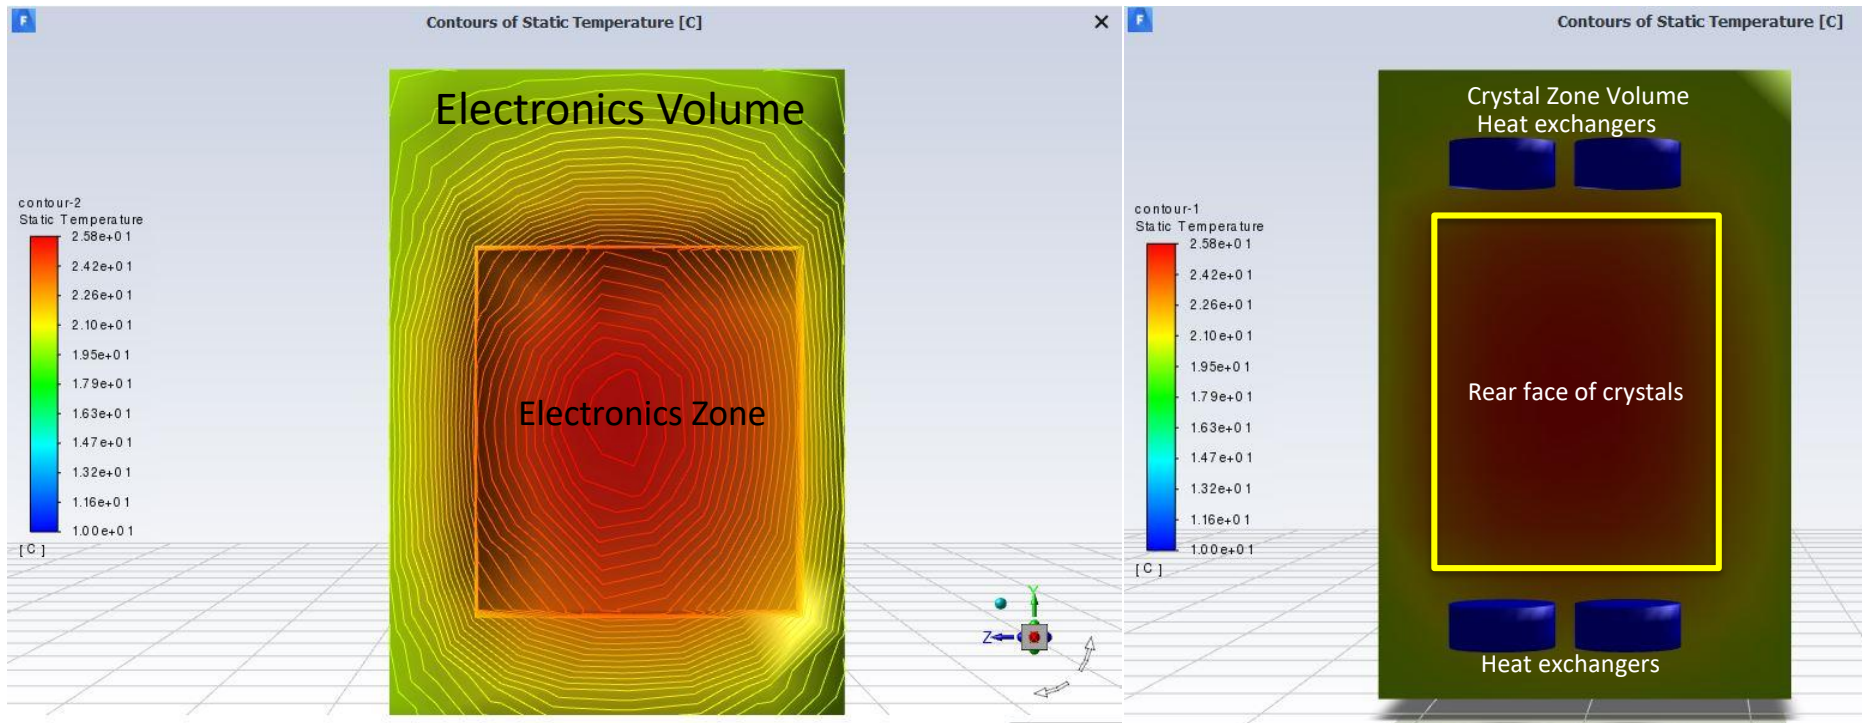 F
Contours of Static Temperature [C]
×
Electronics Volume
contour-2
Static Temperature
2.58e+01
2.42e+01
2.26e+01
2.10e+01
1.95e+01
1.79e+01
1.63e+01
1.47e+01
1.32e+01
1.16e+01
1.00e+01
[C]
Electronics Zone
Y
Z
F
Contours of Static Temperature [C]
Crystal Zone Volume
Heat exchangers
contour-1
Static Temperature
2.58e+01
2.42e+01
2.26e+01
2.10e+01
1.95e+01
1.79e+01
1.63e+01
1.47e+01
1.32e+01
1.16e+01
1.00e+01
[C]
Rear face of crystals
Heat exchangers